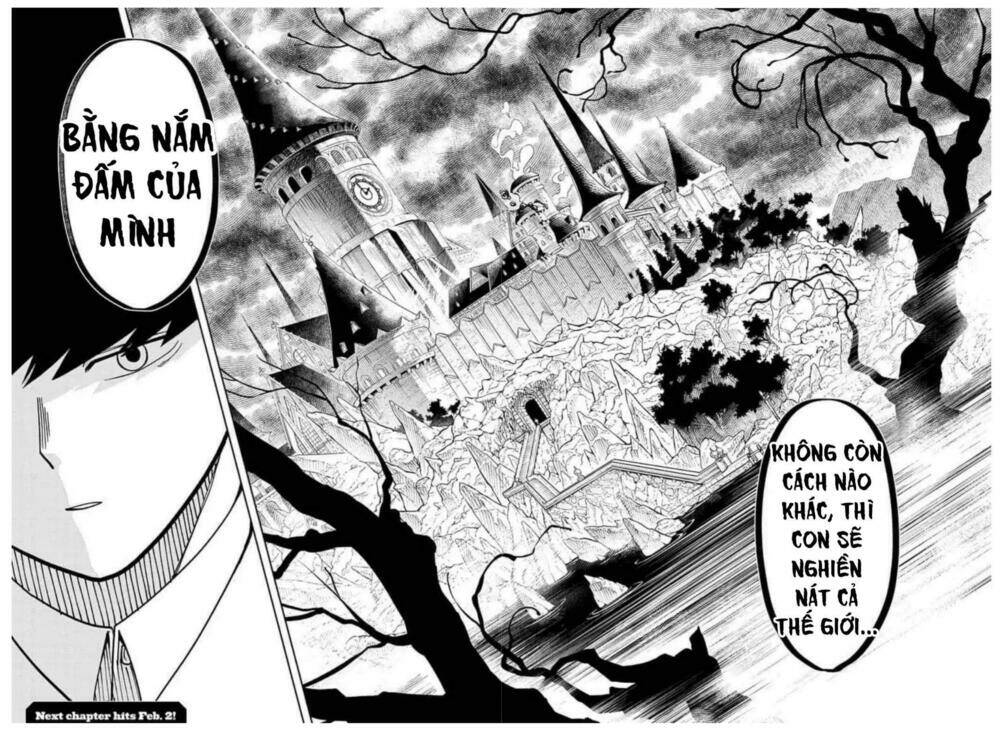 KHÔNG CÒN
CÁCH NÀO
KHÁC, THÌ
CON SẼ
NGHIỀN
NÁT CẢ
THẾ GIỚI...
BẰNG NẮM
ĐẤM CỦA
MÌNH
Next chapter hits Feb. 2!